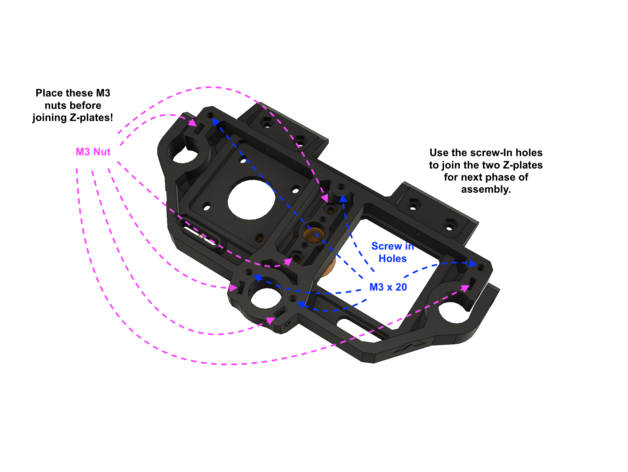 Place these M3
nuts before
joining Z-plates!
M3 Nut
Use the screw-In holes
to join the two Z-plates
for next phase of
assembly.
Screw in
Holes
M3 x 20